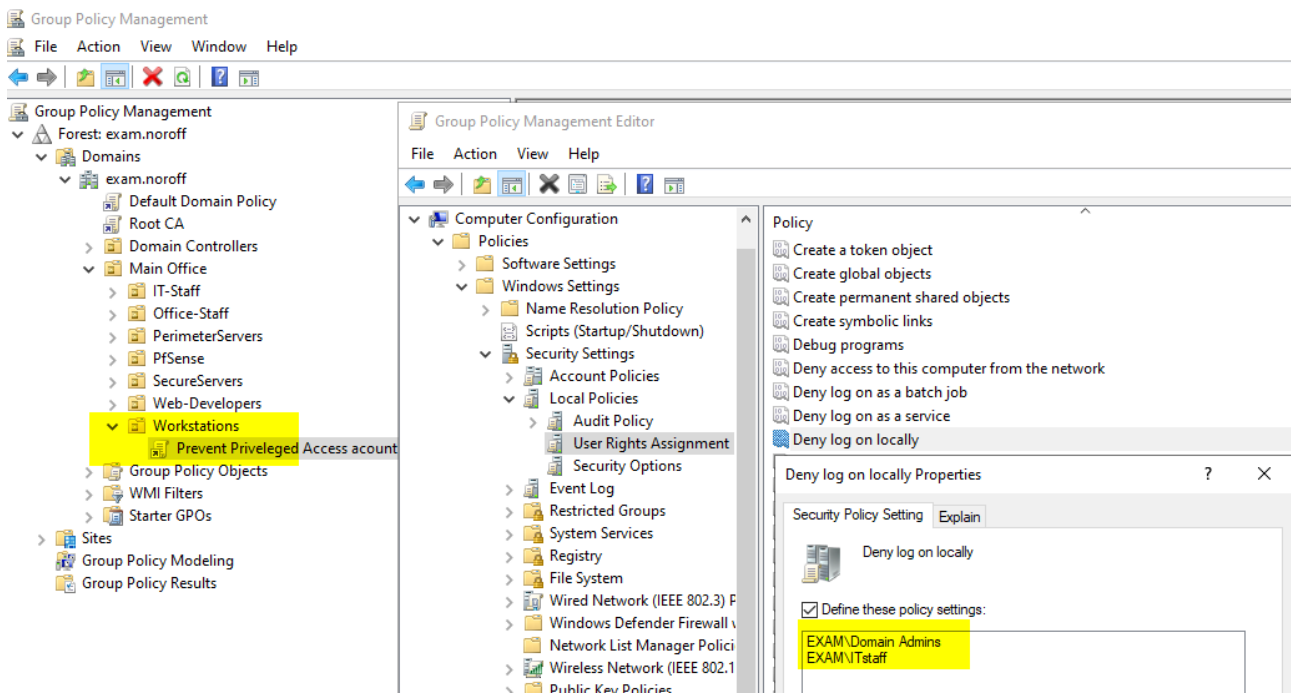 Group Policy Management
File Action View Window Help
Group Policy Management
Forest: exam.noroff
Domains
exam.noroff
Default Domain Policy
Root CA
Domain Controllers
Main Office
IT-Staff
Office-Staff
PerimeterServers
PfSense
SecureServers
Web-Developers
Workstations
Prevent Priveleged Access acount
Group Policy Objects
WMI Filters
Starter GPOs
Sites
Group Policy Modeling
Group Policy Results
Group Policy Management Editor
File Action View Help
Computer Configuration
Policies
Software Settings
Windows Settings
Name Resolution Policy
Scripts (Startup/Shutdown)
Security Settings
Account Policies
Local Policies
Audit Policy
User Rights Assignment
Security Options
Event Log
Restricted Groups
System Services
Registry
File System
Wired Network (IEEE 802.3) P
Windows Defender Firewall
Network List Manager Polici
Wireless Network (IEEE 802.1
Public Key Policies
Policy
Create a token object
Create global objects
Create permanent shared objects
Create symbolic links
Debug programs
Deny access to this computer from the network
Deny log on as a batch job
Deny log on as a service
Deny log on locally
Deny log on locally Properties ?
Security Policy Setting Explain
Deny log on locally
Define these policy settings:
EXAM\Domain Admins
EXAM\ITstaff